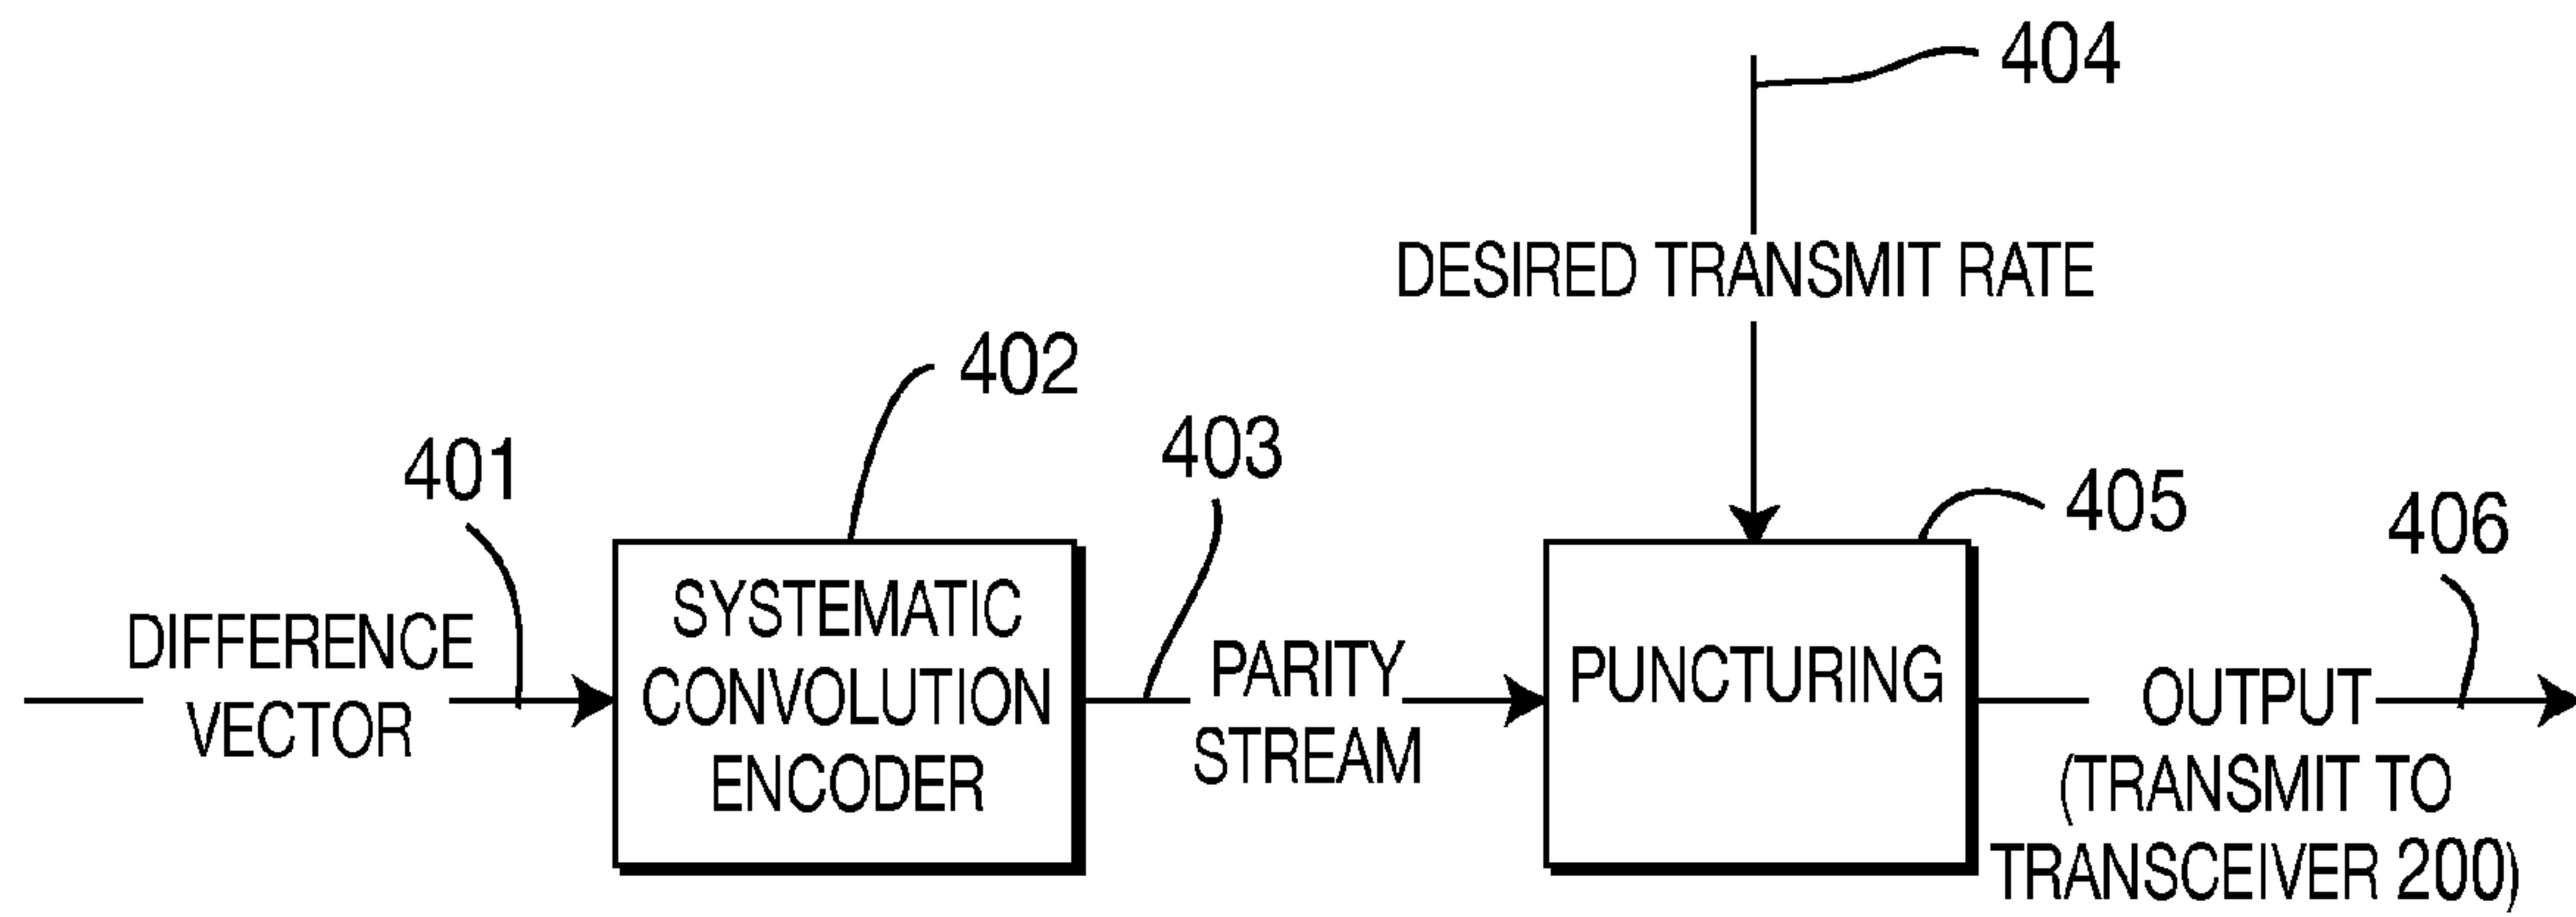 404
DESIRED TRANSMIT RATE
402
403
401
405
406
DIFFERENCE
VECTOR
SYSTEMATIC
CONVOLUTION
ENCODER
PARITY
STREAM
PUNCTURING
OUTPUT
(TRANSMIT TO
TRANSCEIVER 200)